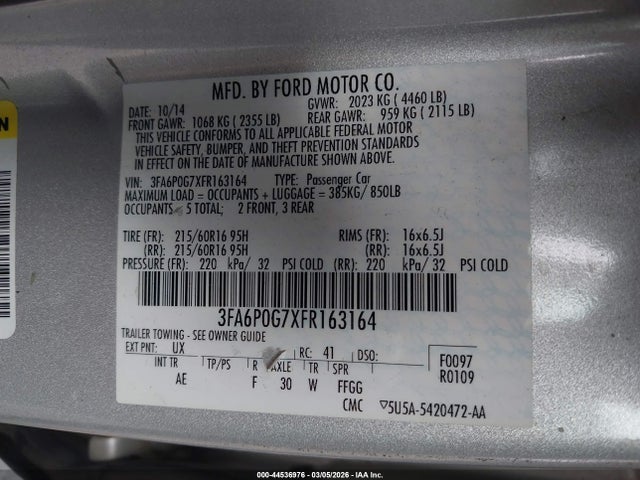 MFD. BY FORD MOTOR CO.
DATE: 10/14 GVWR: 2023 KG ( 4460 LB)
FRONT GAWR: 1068 KG ( 2355 LB) REAR GAWR: 959 KG ( 2115 LB)
THIS VEHICLE CONFORMS TO ALL APPLICABLE FEDERAL MOTOR
VEHICLE SAFETY, BUMPER, AND THEFT PREVENTION STANDARDS
IN EFFECT ON THE DATE OF MANUFACTURE SHOWN ABOVE.
VIN: 3FA6P0G7XFR163164 TYPE: Passenger Car
MAXIMUM LOAD = OCCUPANTS + LUGGAGE = 385KG/ 850LB
OCCUPANTS 5 TOTAL; 2 FRONT, 3 REAR
TIRE (FR): 215/60R16 95H RIMS (FR): 16x6.5J
(RR): 215/60R16 95H (RR): 16x6.5J
PRESSURE (FR): 220 kPa/ 32 PSI COLD (RR): 220 kPa/ 32 PSI COLD
3FA6P0G7XFR163164
TRAILER TOWING - SEE OWNER GUIDE
EXT PNT: UX RC: 41 DSO: F0097
INT TR TP/PS R AXLE TR SPR R0109
AE F 30 W FFGG
CMC 5U5A-5420472-AA
000-44536976 - 03/05/2026 - IAA Inc.